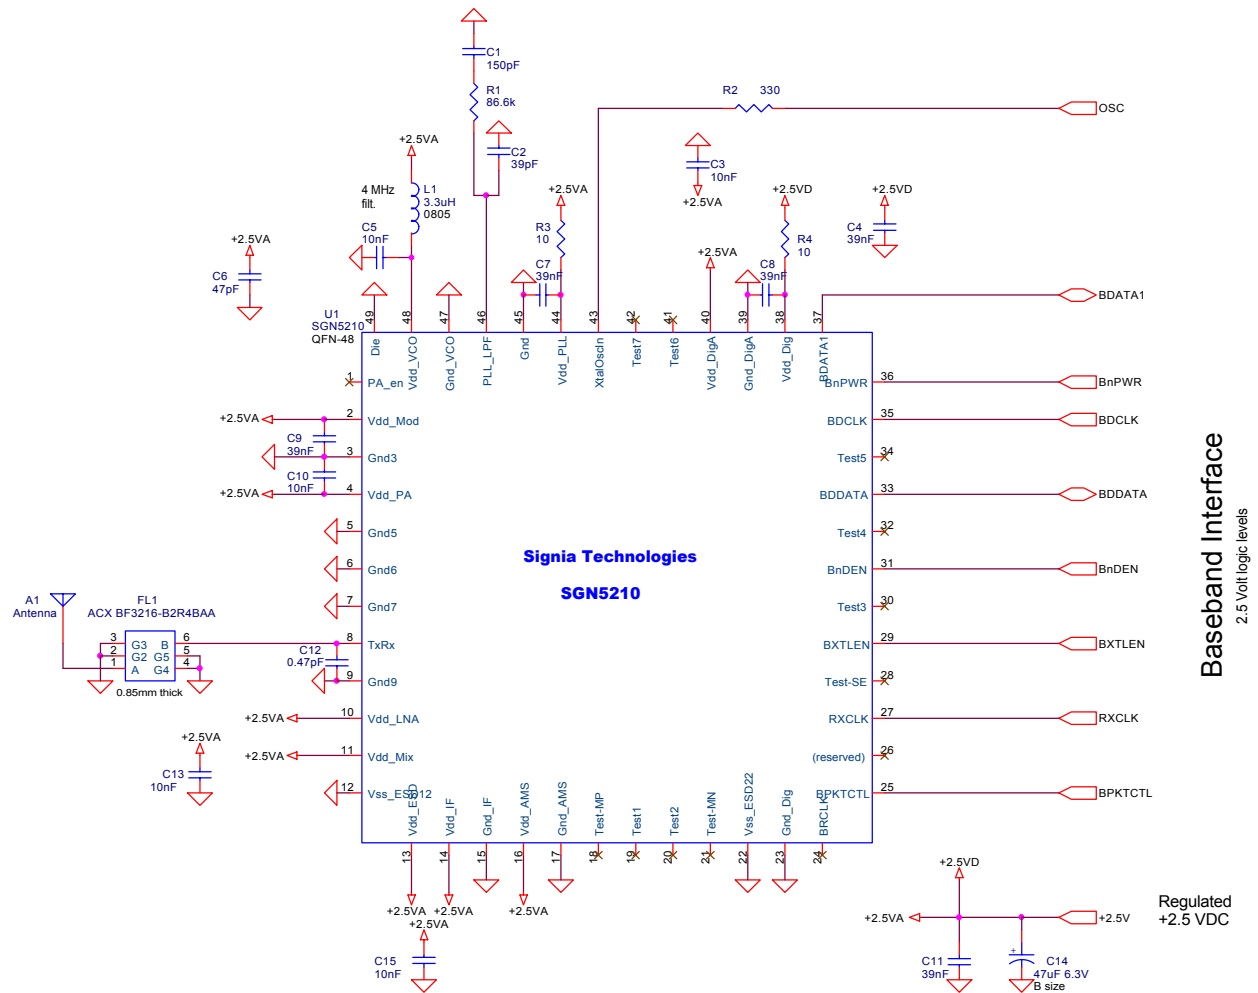 C1
150pF
R1
86.6k
R2 330
OSC
+2.5VA
C2
39pF
C3
10nF
+2.5VA
4 MHz
filt.
L1
3.3uH
0805
+2.5VA
+2.5VD
+2.5VD
C5
10nF
R3
10
R4
10
C4
39nF
+2.5VA
C6
47pF
C7
39nF
+2.5VA
C8
39nF
BDATA1
U1
SGN5210
QFN-48
49 48 47 46 45 44 43 42 41 40 39 38 37
Die
Vdd_VCO
Gnd_VCO
PLL_LPF
Gnd
Vdd_PLL
XtalOscIn
Test7
Test6
Vdd_DigA
Gnd_DigA
Vdd_Dig
BDATA1
1 PA_en
BnPWR 36 BnPWR
+2.5VA 2 Vdd_Mod
BDCLK 35 BDCLK
C9
39nF
3 Gnd3
Test5 34
C10
10nF
+2.5VA 4 Vdd_PA
BDDATA 33 BDDATA
5 Gnd5
Test4 32
Signia Technologies
SGN5210
6 Gnd6
BnDEN 31 BnDEN
7 Gnd7
Test3 30
A1
Antenna
FL1
ACX BF3216-B2R4BAA
3 G3 B 6
2 G2 G5 5
1 A G4 4
0.85mm thick
8 TxRx
BXTLEN 29 BXTLEN
C12
0.47pF
9 Gnd9
Test-SE 28
+2.5VA 10 Vdd_LNA
RXCLK 27 RXCLK
+2.5VA 11 Vdd_Mix
(reserved) 26
+2.5VA
C13
10nF
12 Vss_ESD12
BPKTCTL 25 BPKTCTL
Vdd_ESD
Vdd_IF
Gnd_IF
Vdd_AMS
Gnd_AMS
Test-MP
Test1
Test2
Test-MN
Vss_ESD22
Gnd_Dig
BRCLK
13 14 15 16 17 18 19 20 21 22 23 24
+2.5VA +2.5VA +2.5VA
+2.5VA
C15
10nF
Baseband Interface
2.5 Volt logic levels
+2.5VD
+2.5VA
+2.5V
Regulated
+2.5 VDC
C11
39nF
+
C14
47uF 6.3V
B size